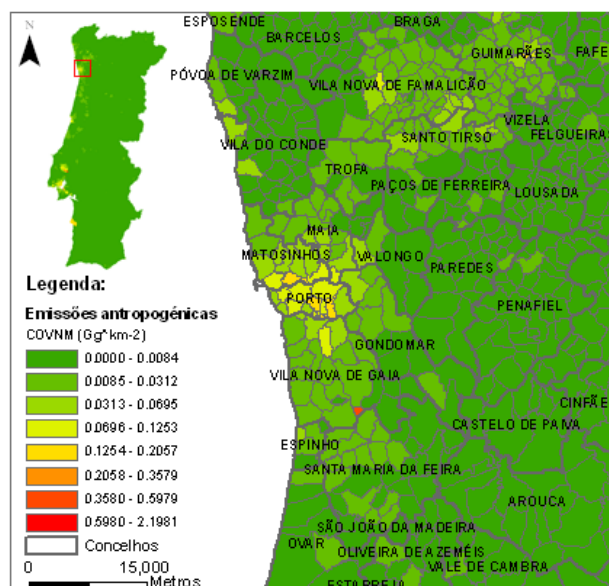 N
ESPOSENDE
BRAGA
BARCELOS
GUIMARÃES
FAFE
PÓVOA DE VARZIM
VILA NOVA DE FAMALICÃO
VIZELA
FELGUEIRAS
SANTO TIRSO
VILA DO CONDE
TROFA
PAÇOS DE FERREIRA
LOUSADA
MAIA
MATOSINHOS
VALONGO
PAREDES
PORTO
PENAFIEL
GONDOMAR
VILA NOVA DE GAIA
CINFÃE
CASTELO DE PAIVA
ESPINHO
SANTA MARIA DA FEIRA
AROUCA
SÃO JOÃO DA MADEIRA
OVAR
OLIVEIRA DE AZEMÉIS
VALE DE CAMBRA
ESTARREJA
Legenda:
Emissões antropogénicas
COVNM (Gg^km-2)
0.0000 - 0.0084
0.0085 - 0.0312
0.0313 - 0.0695
0.0696 - 0.1253
0.1254 - 0.2057
0.2058 - 0.3579
0.3580 - 0.5979
0.5980 - 2.1981
Concelhos
0 15,000
Metros